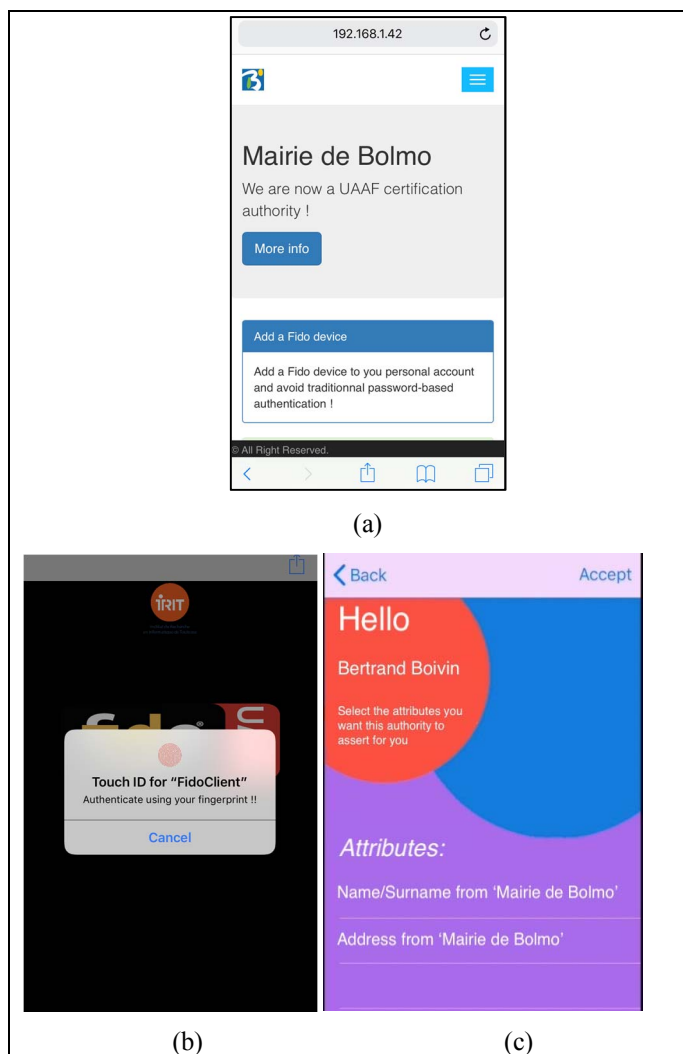 192.168.1.42
Mairie de Bolmo
We are now a UAAF certification
authority !
More info
Add a Fido device
Add a Fido device to you personal account
and avoid traditionnal password-based
authentication !
© All Right Reserved.
(a)
iRIT
fido
Touch ID for “FidoClient”
Authenticate using your fingerprint !!
Cancel
(b)
Back
Accept
Hello
Bertrand Boivin
Select the attributes you
want this authority to
assert for you
Attributes:
Name/Surname from ‘Mairie de Bolmo’
Address from ‘Mairie de Bolmo’
(c)